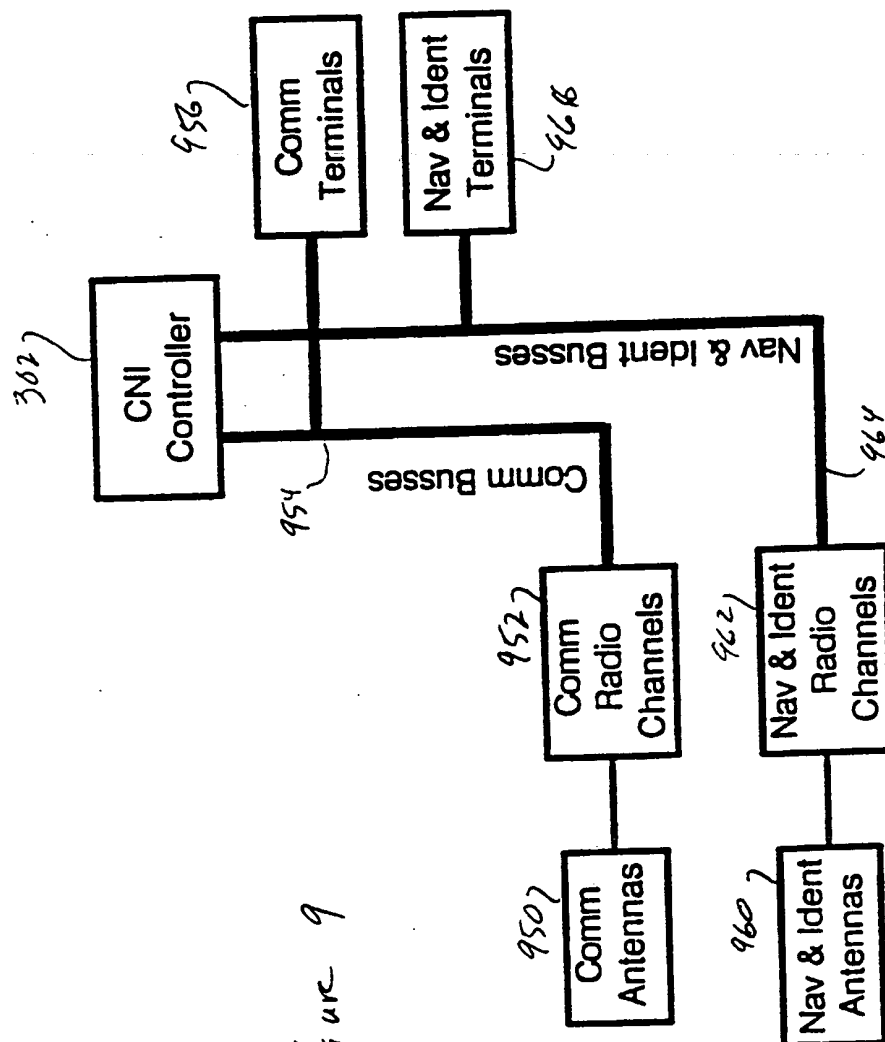 302
CNI
Controller
956
Comm
Terminals
Nav & Ident
Terminals
954
Comm Busses
Nav & Ident Busses
952
Comm
Radio
Channels
962
Nav & Ident
Radio
Channels
964
950
Comm
Antennas
960
Nav & Ident
Antennas
9